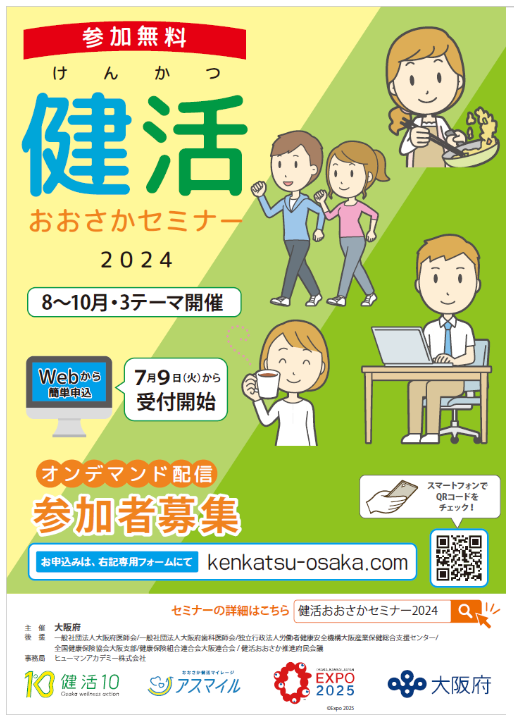 参加無料
けんかつ
健活
おおさかセミナー
2024
8〜10月・3テーマ開催
Webから
簡単申込
7月9日(火)から
受付開始
オンデマンド配信
参加者募集
スマートフォンで
QRコードを
チェック！
お申込みは、右記専用フォームにて kenkatsu-osaka.com
セミナーの詳細はこちら 健活おおさかセミナー2024
主催 大阪府
後援 一般社団法人大阪府医師会/一般社団法人大阪府歯科医師会/独立行政法人労働者健康安全機構大阪産業保健総合支援センター/
全国健康保険協会大阪支部/健康保険組合連合会大阪連合会/健活おおさか推進府民会議
事務局 ヒューマンアカデミー株式会社
健活10
Osaka wellness action
おおさか健活マイレージ
アスマイル
EXPO
2025
大阪府
©Expo 2025